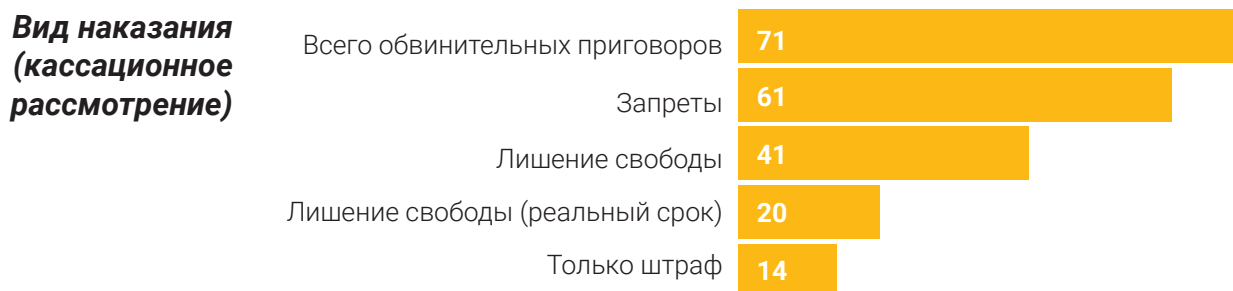 Вид наказания
(кассационное
рассмотрение)
Всего обвинительных приговоров 71
Запреты 61
Лишение свободы 41
Лишение свободы (реальный срок) 20
Только штраф 14